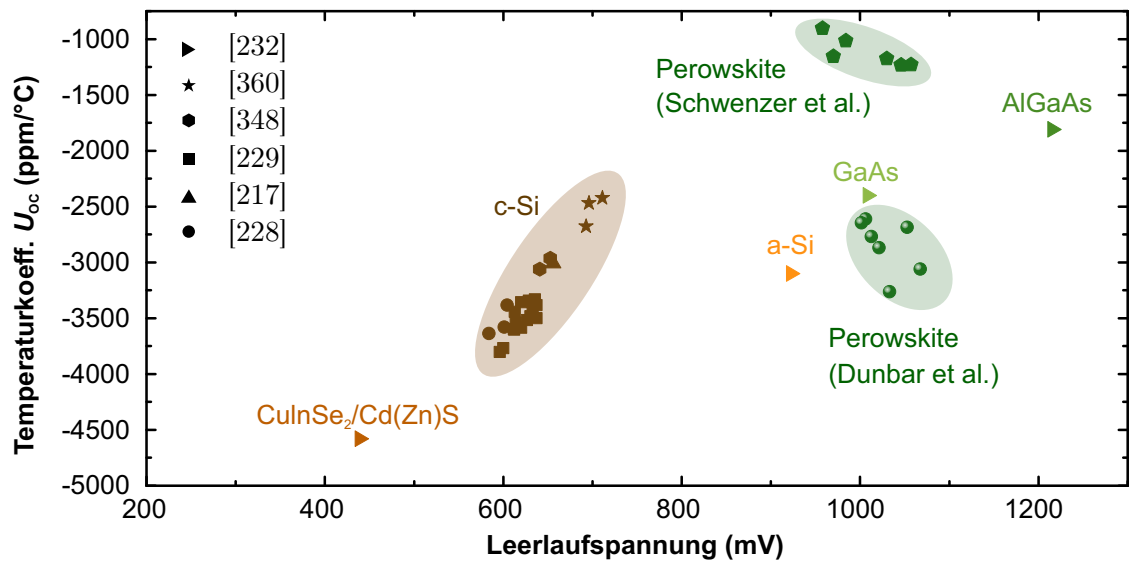 Temperaturkoeff. Uoc (ppm/°C)
-1000
-1500
-2000
-2500
-3000
-3500
-4000
-4500
-5000
[232]
[360]
[348]
[229]
[217]
[228]
Perowskite
(Schwenzer et al.)
AlGaAs
GaAs
c-Si
a-Si
Perowskite
(Dunbar et al.)
CuInSe₂/Cd(Zn)S
200
400
600
800
1000
1200
Leerlaufspannung (mV)